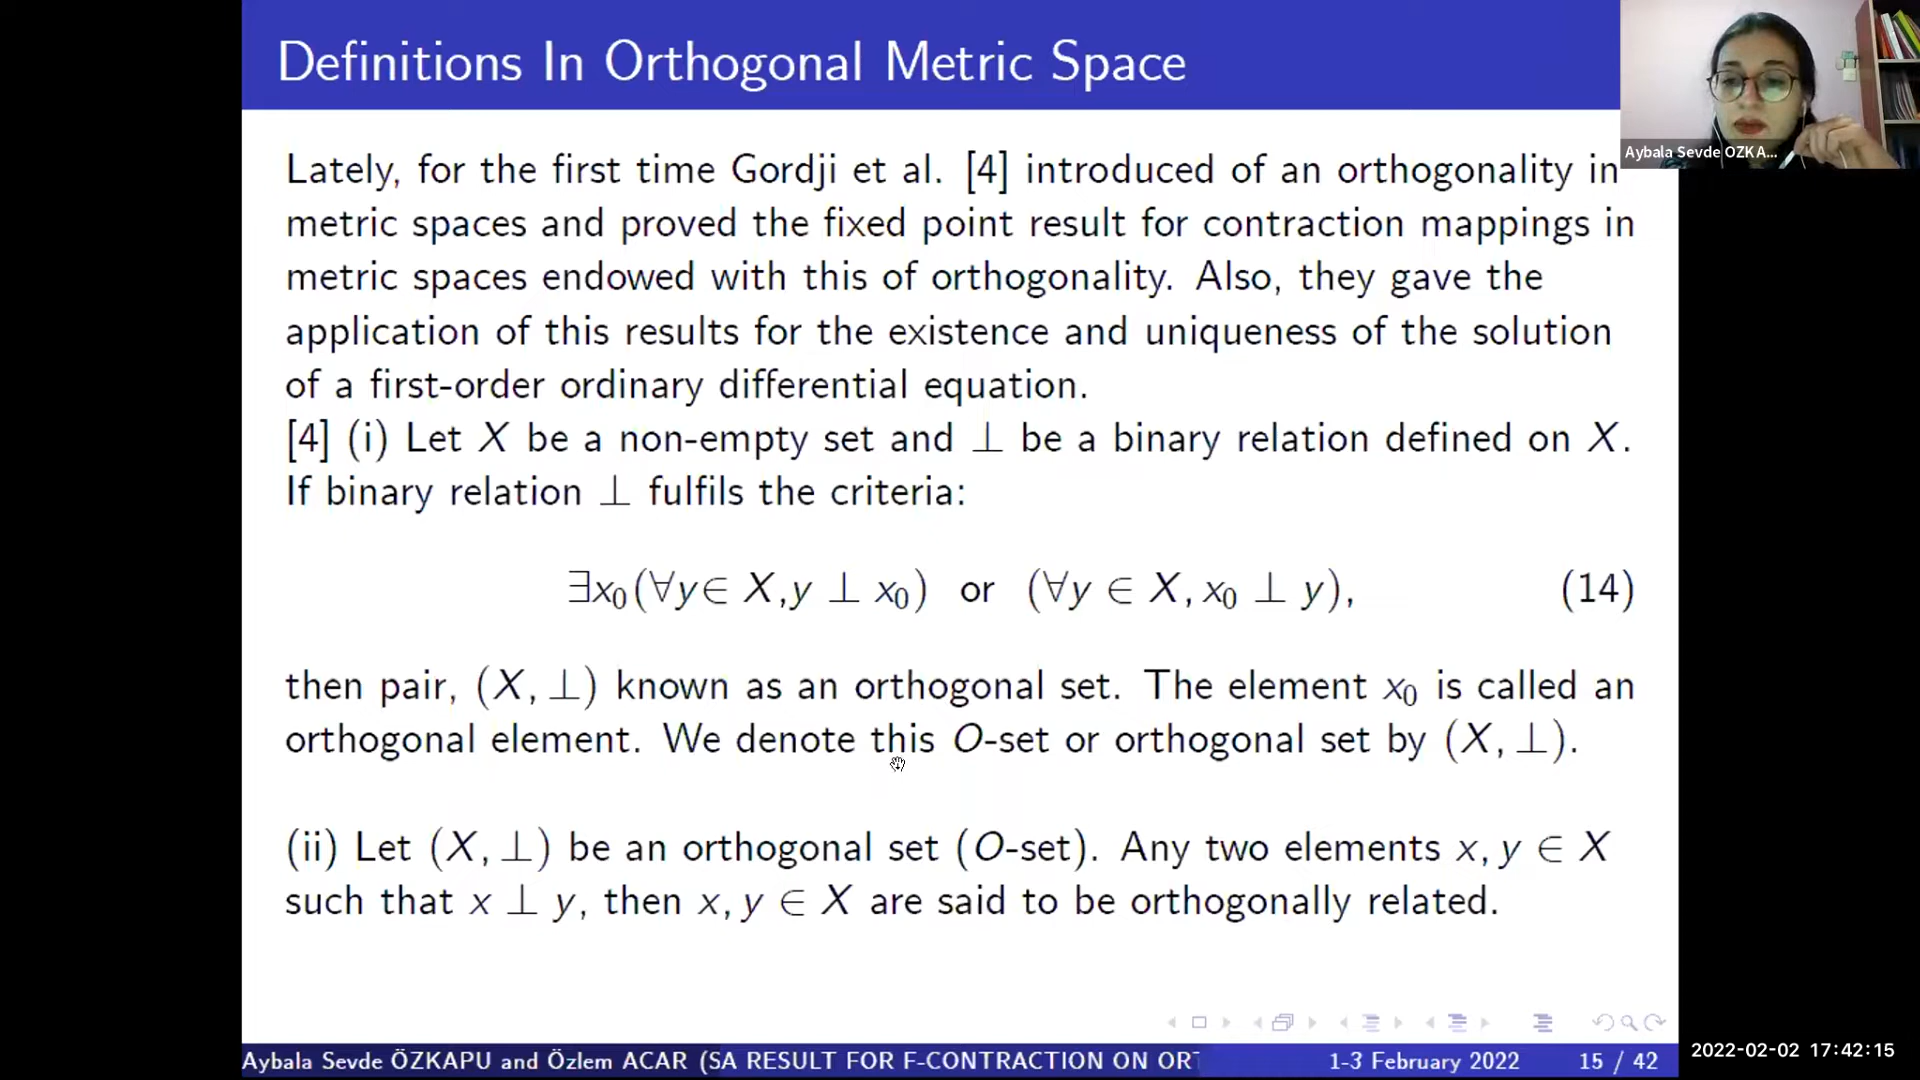 Definitions In Orthogonal Metric Space
Aybala Sevde OZKA...
Lately, for the first time Gordji et al. [4] introduced of an orthogonality in
metric spaces and proved the fixed point result for contraction mappings in
metric spaces endowed with this of orthogonality. Also, they gave the
application of this results for the existence and uniqueness of the solution
of a first-order ordinary differential equation.
[4] (i) Let X be a non-empty set and ⊥ be a binary relation defined on X.
If binary relation ⊥ fulfils the criteria:
∃x₀(∀y∈ X,y ⊥ x₀) or (∀y ∈ X, x₀ ⊥ y), (14)
then pair, (X, ⊥) known as an orthogonal set. The element x₀ is called an
orthogonal element. We denote this O-set or orthogonal set by (X, ⊥).
(ii) Let (X, ⊥) be an orthogonal set (O-set). Any two elements x, y ∈ X
such that x ⊥ y, then x, y ∈ X are said to be orthogonally related.
Aybala Sevde ÖZKAPU and Özlem ACAR (SA RESULT FOR F-CONTRACTION ON ORT 1-3 February 2022 15 / 42
2022-02-02 17:42:15